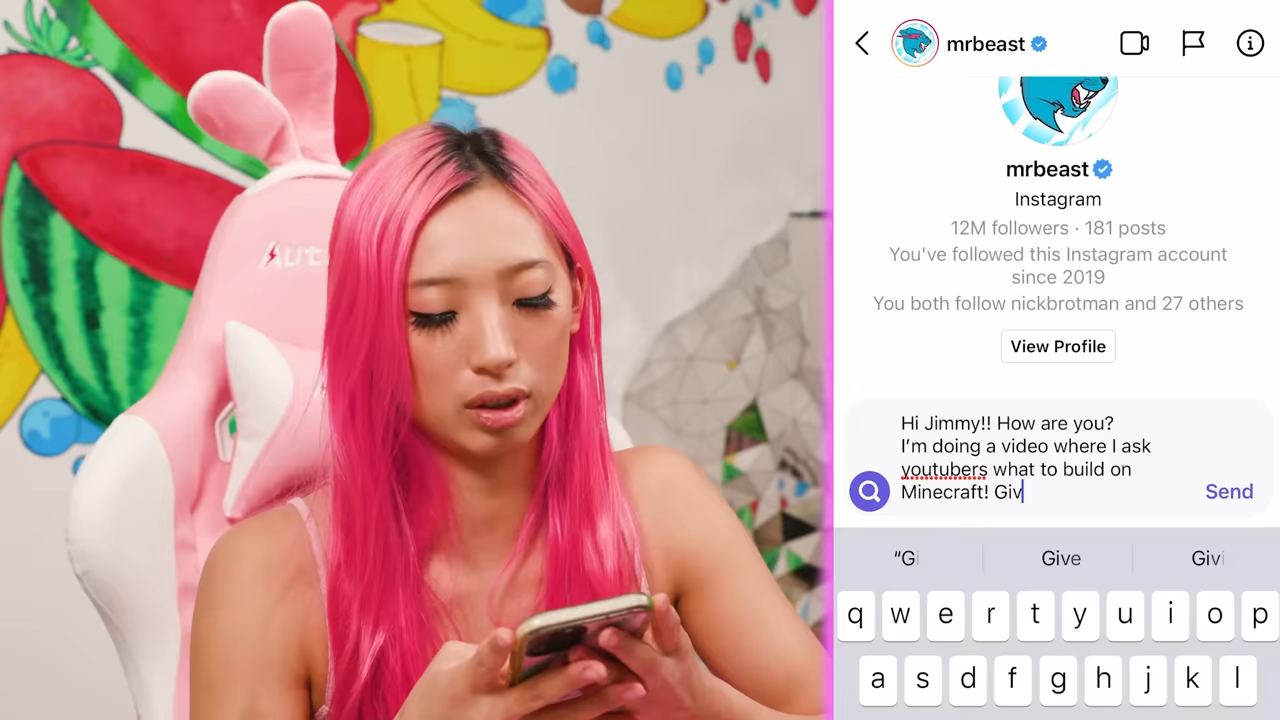 AUT
mrbeast
mrbeast
Instagram
12M followers · 181 posts
You've followed this Instagram account
since 2019
You both follow nickbrotman and 27 others
View Profile
Hi Jimmy!! How are you?
I'm doing a video where I ask
youtubers what to build on
Minecraft! Giv
Send
“Gi Give Givi
q w e r t y u i o p
a s d f g h j k l